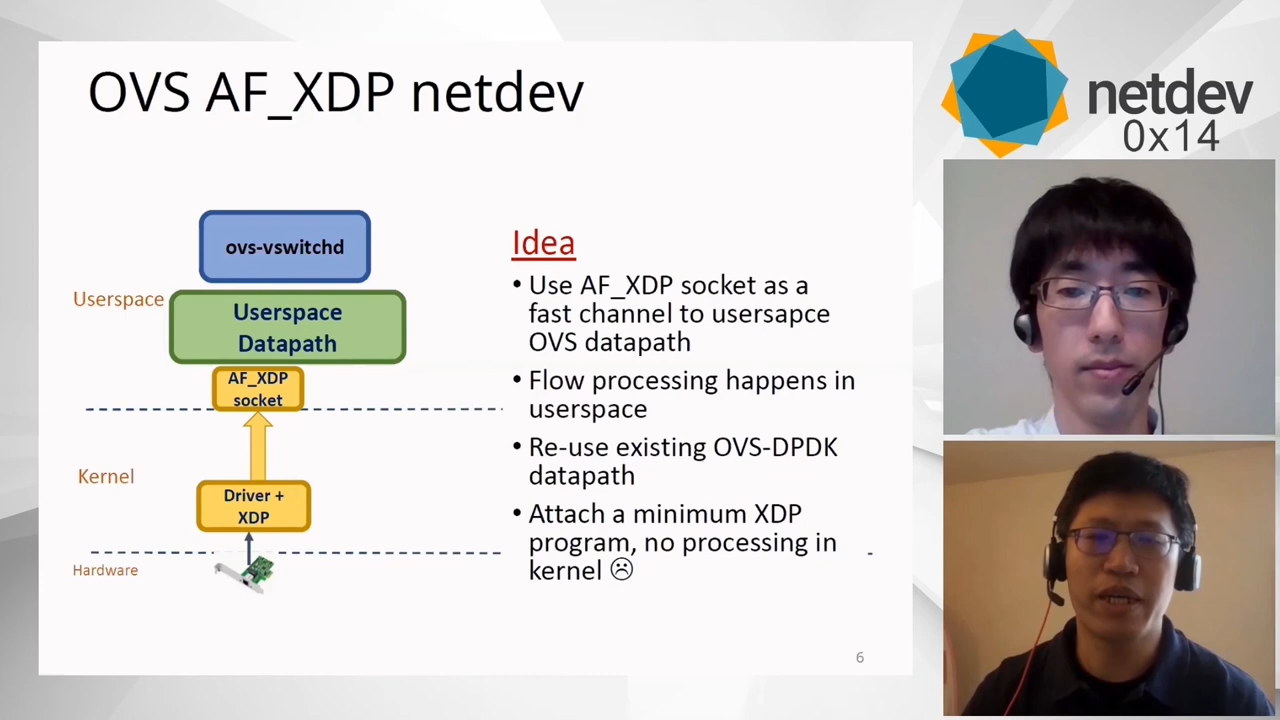 OVS AF_XDP netdev
netdev
0x14
ovs-vswitchd
Userspace
Userspace
Datapath
AF_XDP
socket
Kernel
Driver +
XDP
Hardware
Idea
• Use AF_XDP socket as a
fast channel to usersapce
OVS datapath
• Flow processing happens in
userspace
• Re-use existing OVS-DPDK
datapath
• Attach a minimum XDP
program, no processing in
kernel ☹
-
6